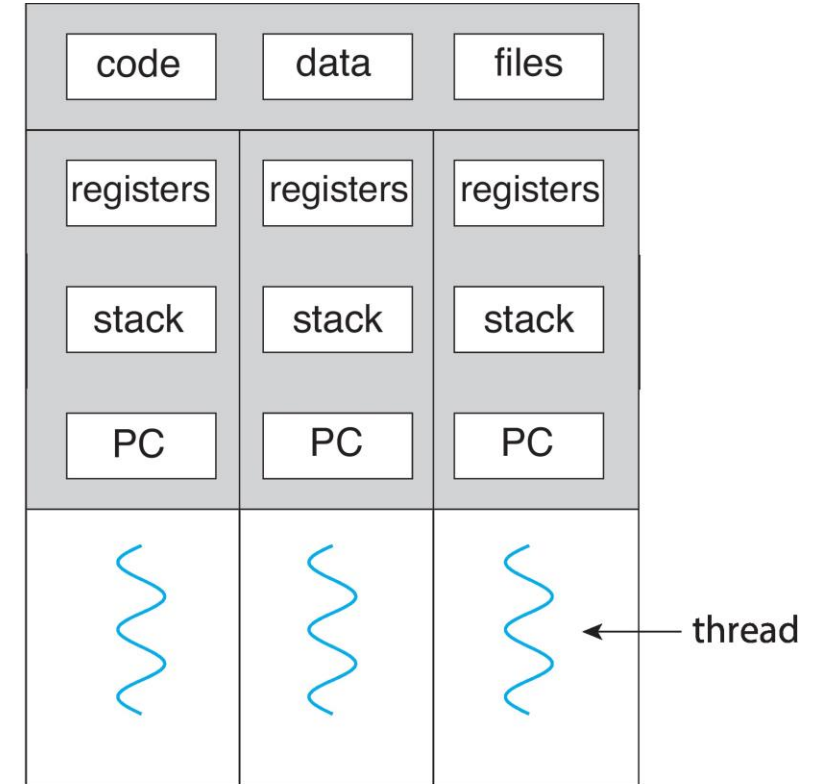 code data files
registers registers registers
stack stack stack
PC PC PC
thread